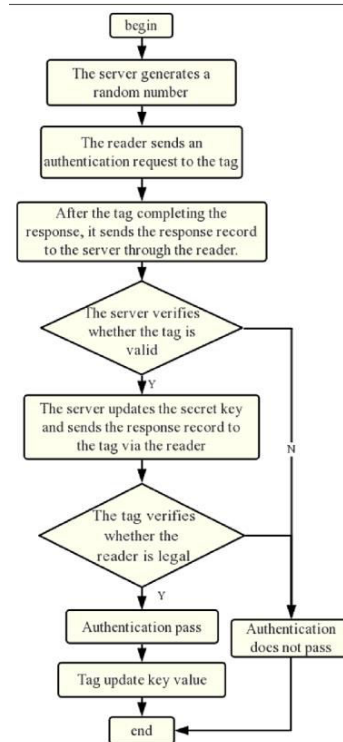 begin
The server generates a
random number
The reader sends an
authentication request to the tag
After the tag completing the
response, it sends the response record
to the server through the reader.
The server verifies
whether the tag is
valid
Y
The server updates the secret key
and sends the response record to
the tag via the reader
N
The tag verifies
whether the
reader is legal
Y
Authentication pass
Authentication
does not pass
Tag update key value
end